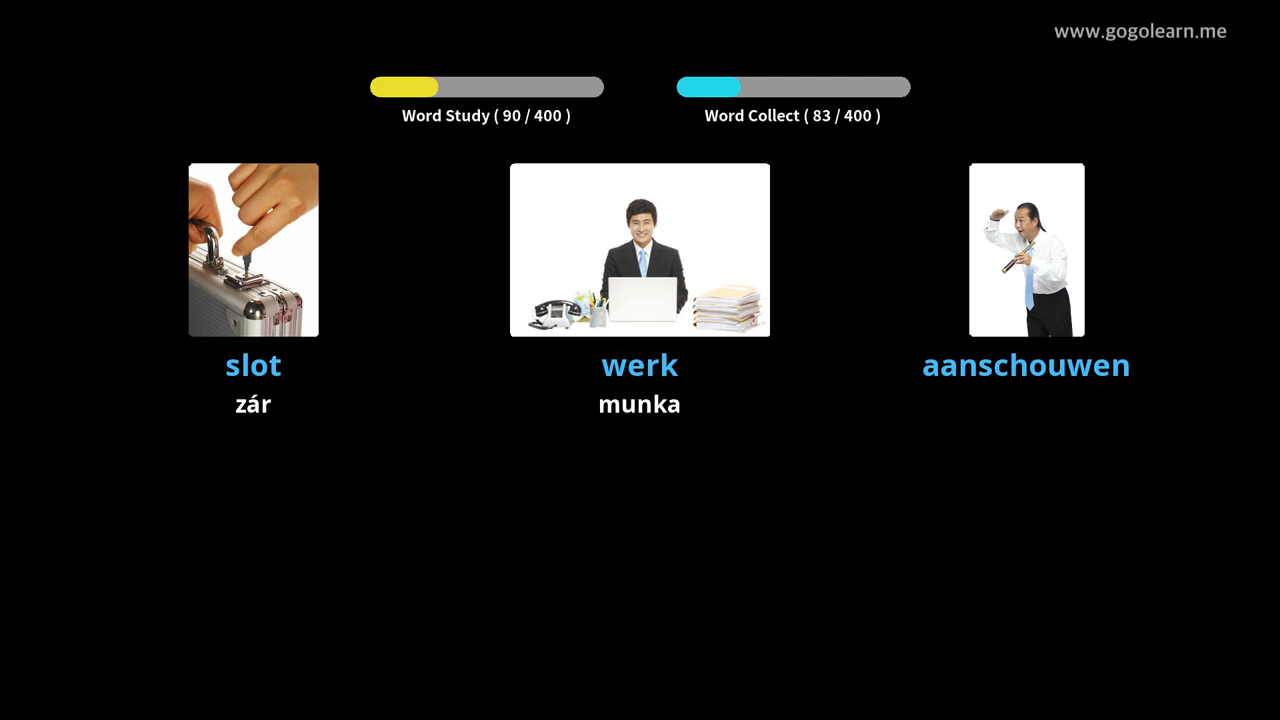 www.gogolearn.me
Word Study ( 90 / 400 )
Word Collect ( 83 / 400 )
slot
werk
aanschouwen
zár
munka